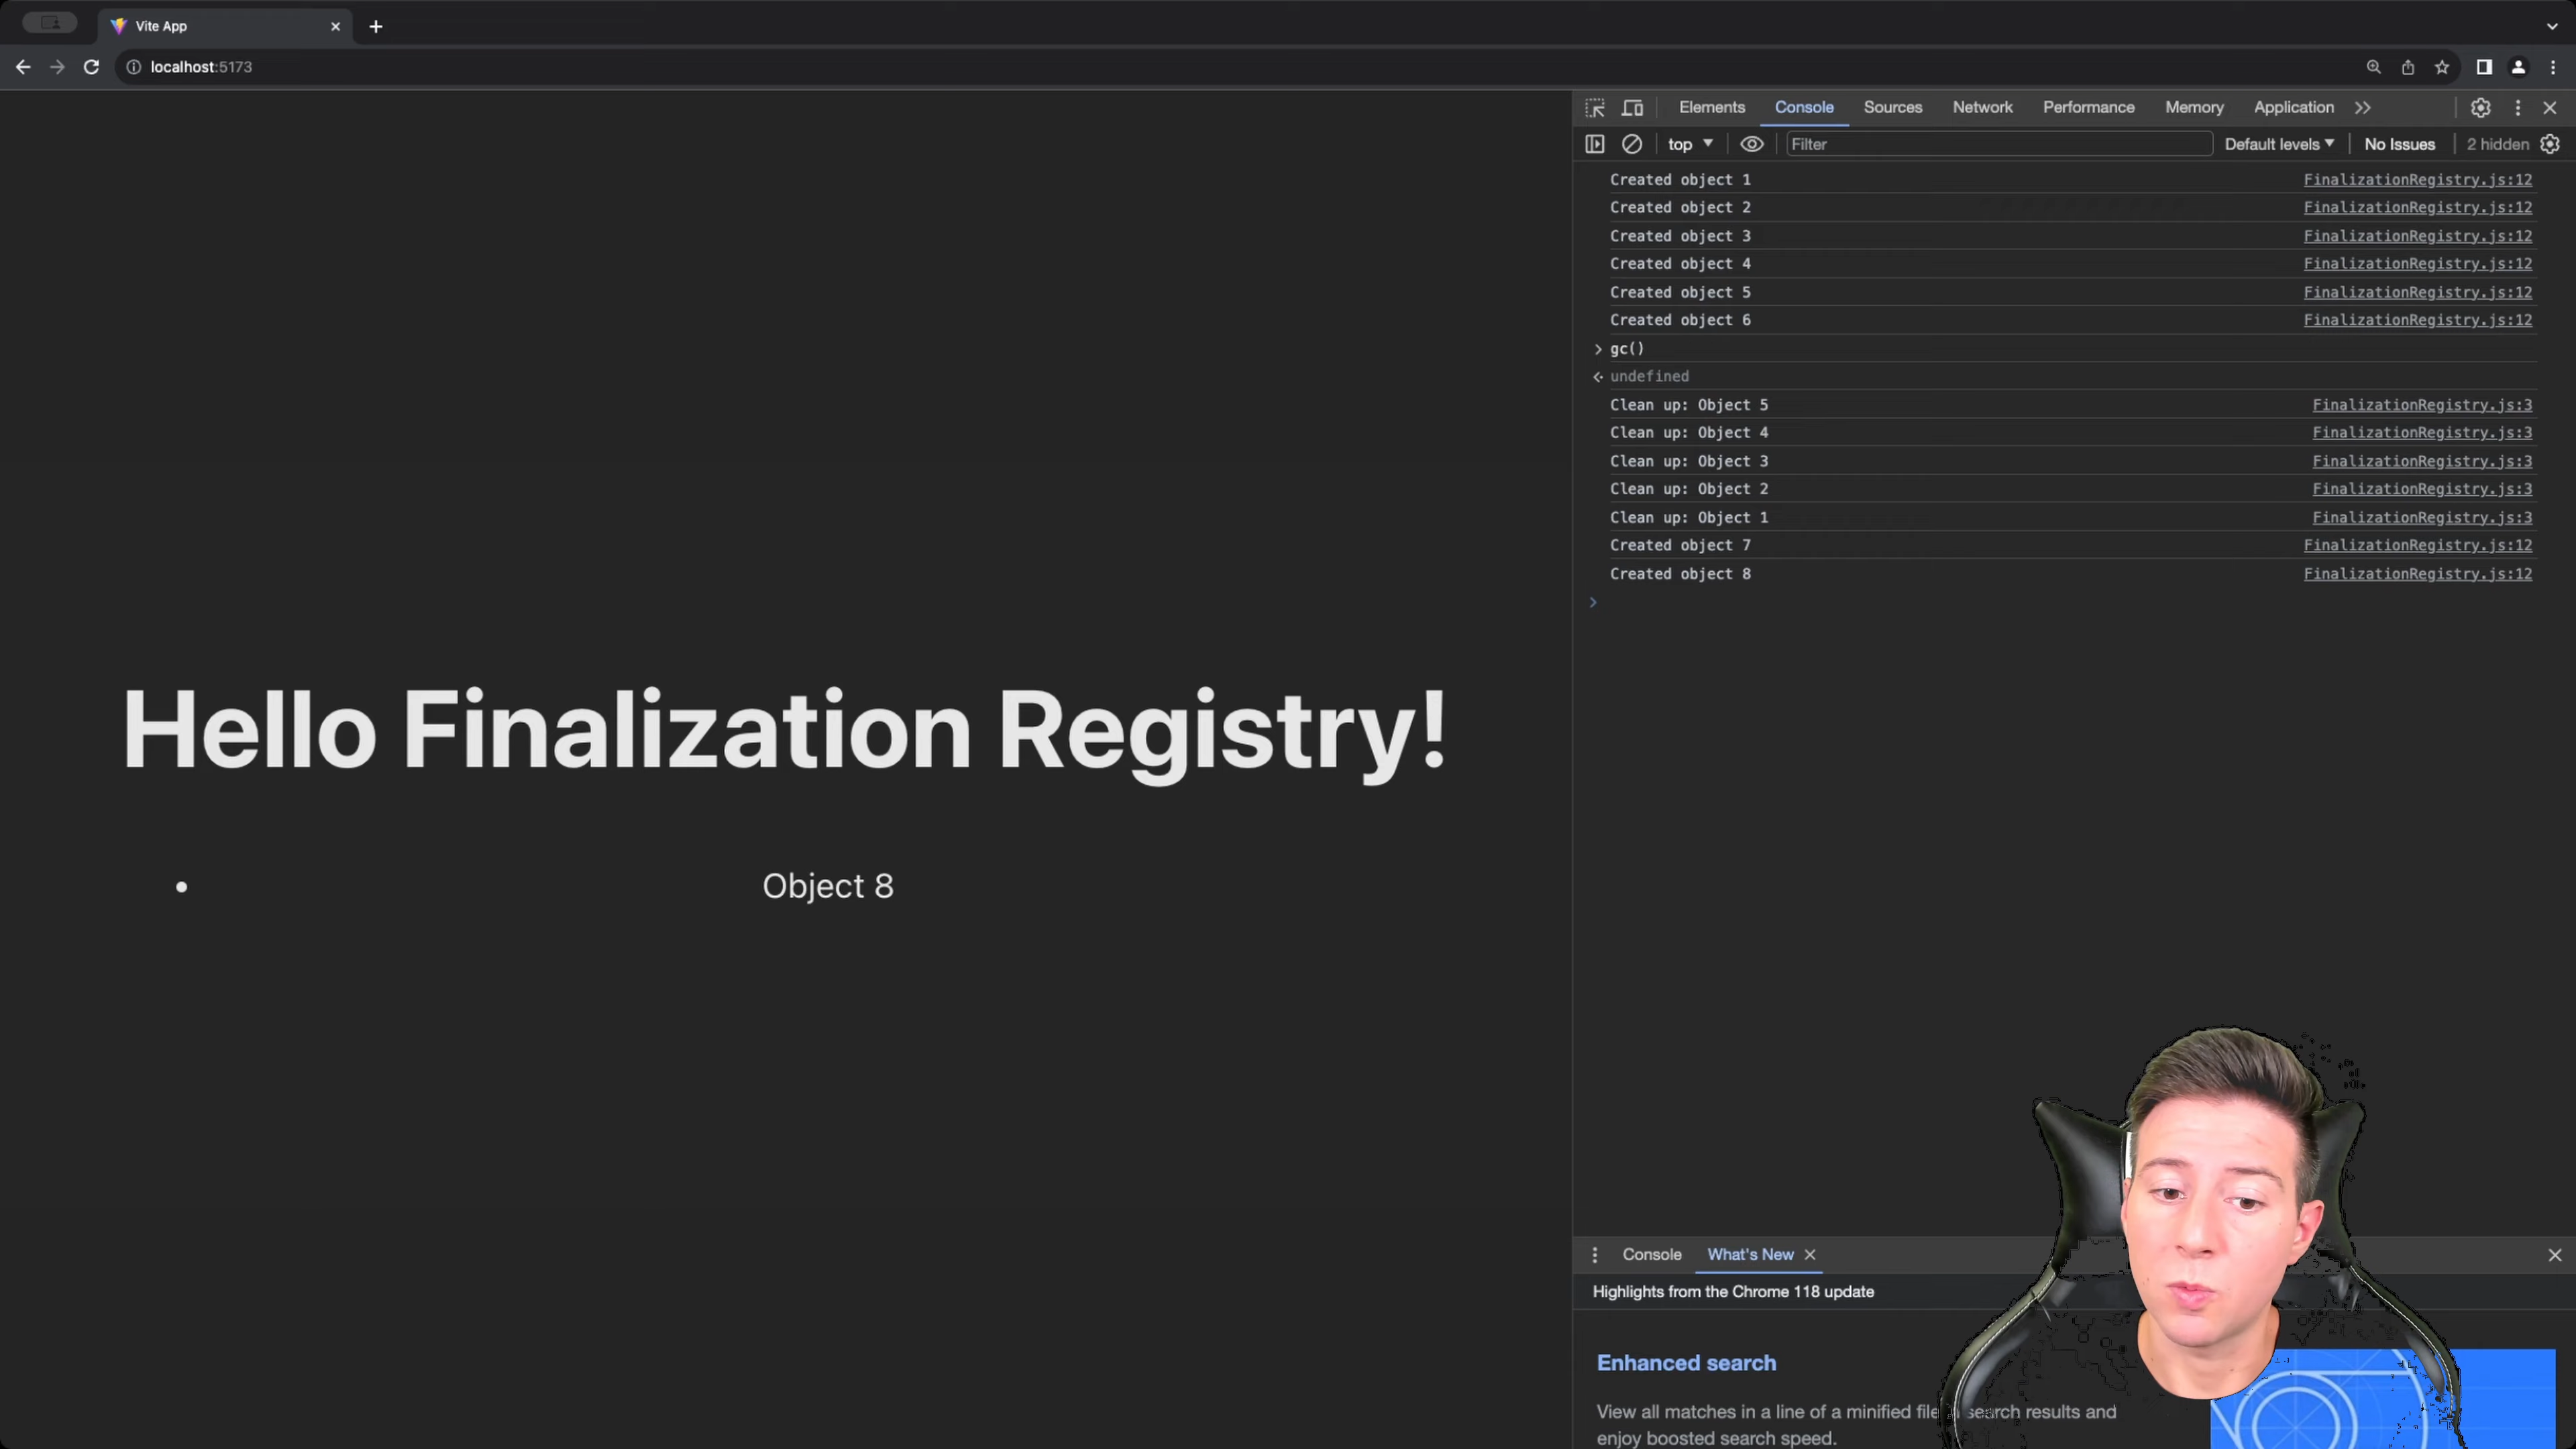 Vite App
localhost:5173
Elements Console Sources Network Performance Memory Application
top Filter Default levels No Issues 2 hidden
Created object 1 FinalizationRegistry.js:12
Created object 2 FinalizationRegistry.js:12
Created object 3 FinalizationRegistry.js:12
Created object 4 FinalizationRegistry.js:12
Created object 5 FinalizationRegistry.js:12
Created object 6 FinalizationRegistry.js:12
gc()
undefined
Clean up: Object 5 FinalizationRegistry.js:3
Clean up: Object 4 FinalizationRegistry.js:3
Clean up: Object 3 FinalizationRegistry.js:3
Clean up: Object 2 FinalizationRegistry.js:3
Clean up: Object 1 FinalizationRegistry.js:3
Created object 7 FinalizationRegistry.js:12
Created object 8 FinalizationRegistry.js:12
Hello Finalization Registry!
• Object 8
Console What's New
Highlights from the Chrome 118 update
Enhanced search
View all matches in a line of a minified file search results and
enjoy boosted search speed.